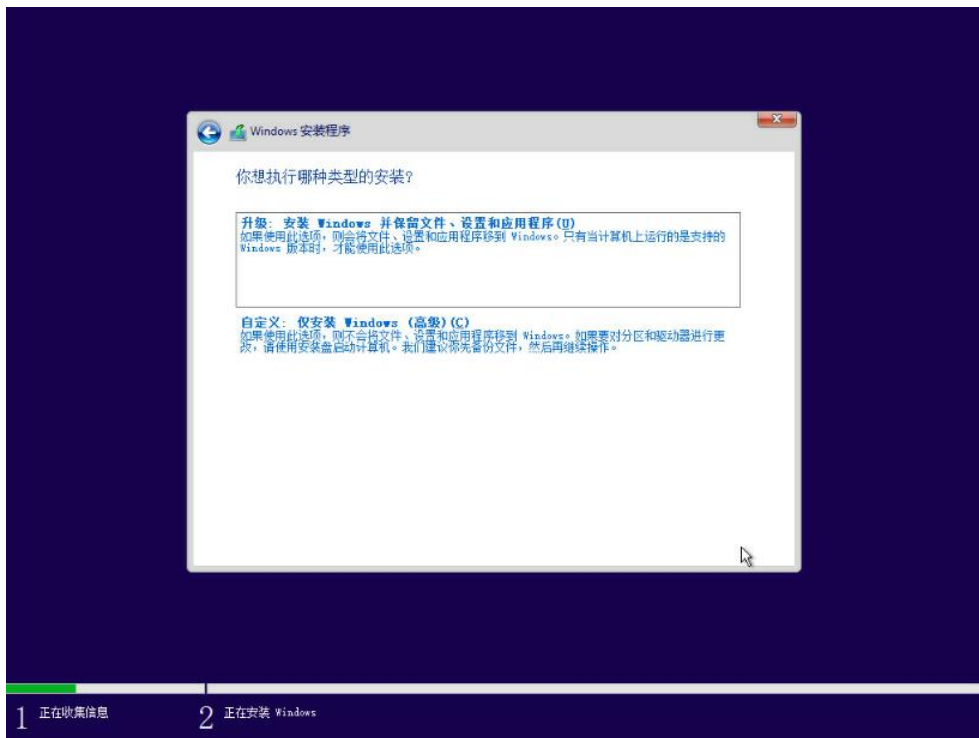 Windows 安装程序
你想执行哪种类型的安装?
升级: 安装 Windows 并保留文件、设置和应用程序(U)
如果使用此选项，则会将文件、设置和应用程序移到 Windows。只有当计算机上运行的是支持的
Windows 版本时，才能使用此选项。
自定义: 仅安装 Windows (高级)(C)
如果使用此选项，则不会将文件、设置和应用程序移到 Windows。如果要对分区和驱动器进行更
改，请使用安装盘启动计算机。我们建议你先备份文件，然后再继续操作。
1 正在收集信息
2 正在安装 Windows